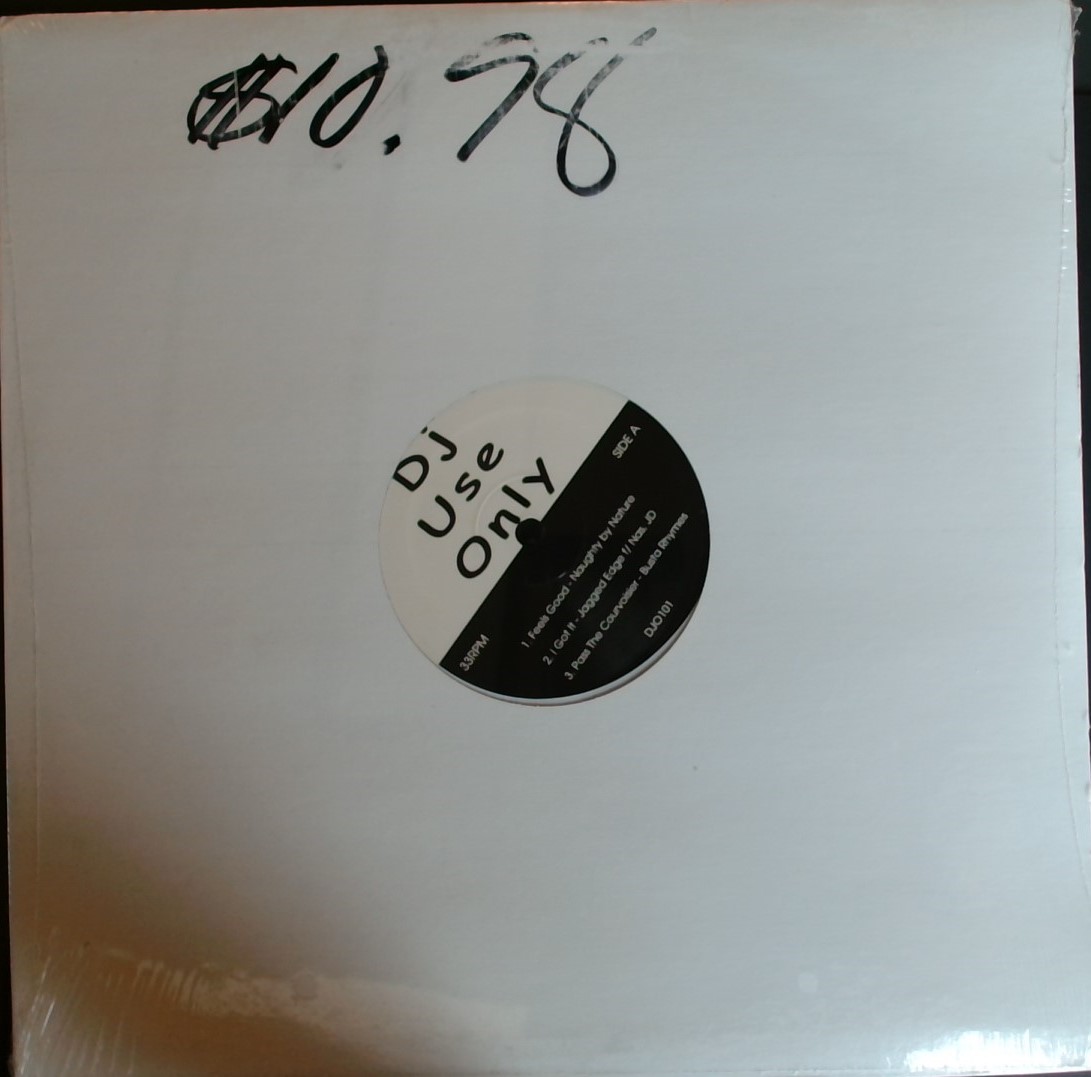 $10.98
Dj
Use
Only
SIDE A
1. Feels Good - Naughty by Nature
2. I Got It - Jagged Edge f/ Nas, JD
3. Pass The Courvoisier - Busta Rhymes
33RPM
DJO101